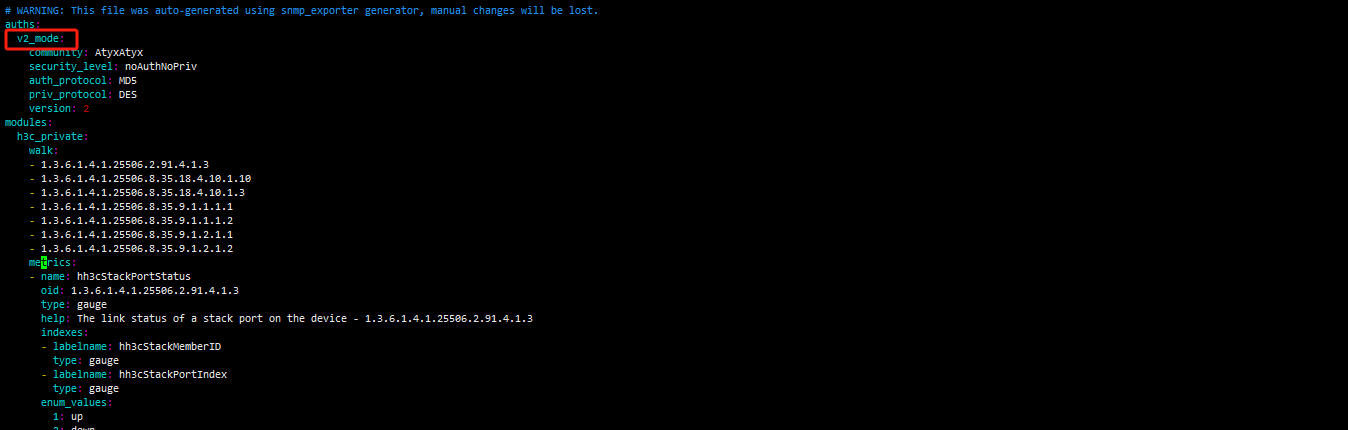 # WARNING: This file was auto-generated using snmp_exporter generator, manual changes will be lost.
auths:
  v2_mode:
    community: AtyxAtyx
    security_level: noAuthNoPriv
    auth_protocol: MD5
    priv_protocol: DES
    version: 2
modules:
  h3c_private:
    walk:
    - 1.3.6.1.4.1.25506.2.91.4.1.3
    - 1.3.6.1.4.1.25506.8.35.18.4.10.1.10
    - 1.3.6.1.4.1.25506.8.35.18.4.10.1.3
    - 1.3.6.1.4.1.25506.8.35.9.1.1.1.1
    - 1.3.6.1.4.1.25506.8.35.9.1.1.1.2
    - 1.3.6.1.4.1.25506.8.35.9.1.2.1.1
    - 1.3.6.1.4.1.25506.8.35.9.1.2.1.2
    metrics:
    - name: hh3cStackPortStatus
      oid: 1.3.6.1.4.1.25506.2.91.4.1.3
      type: gauge
      help: The link status of a stack port on the device - 1.3.6.1.4.1.25506.2.91.4.1.3
      indexes:
      - labelname: hh3cStackMemberID
        type: gauge
      - labelname: hh3cStackPortIndex
        type: gauge
      enum_values:
        1: up
        2: down